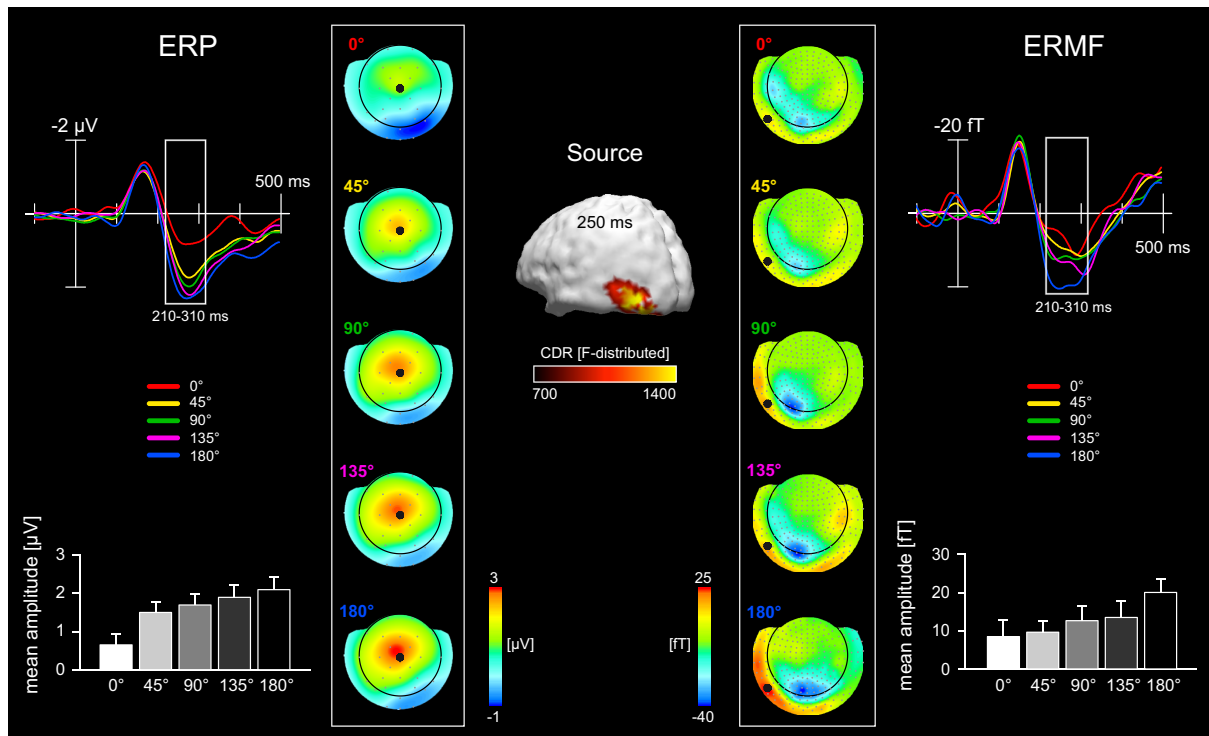 ERP
-2 µV
500 ms
210-310 ms
0°
45°
90°
135°
180°
mean amplitude [µV]
3
2
1
0
0° 45° 90° 135° 180°
0°
45°
90°
135°
180°
Source
250 ms
CDR [F-distributed]
700 1400
3
[µV]
-1
25
[fT]
-40
0°
45°
90°
135°
180°
ERMF
-20 fT
500 ms
210-310 ms
0°
45°
90°
135°
180°
mean amplitude [fT]
30
20
10
0
0° 45° 90° 135° 180°